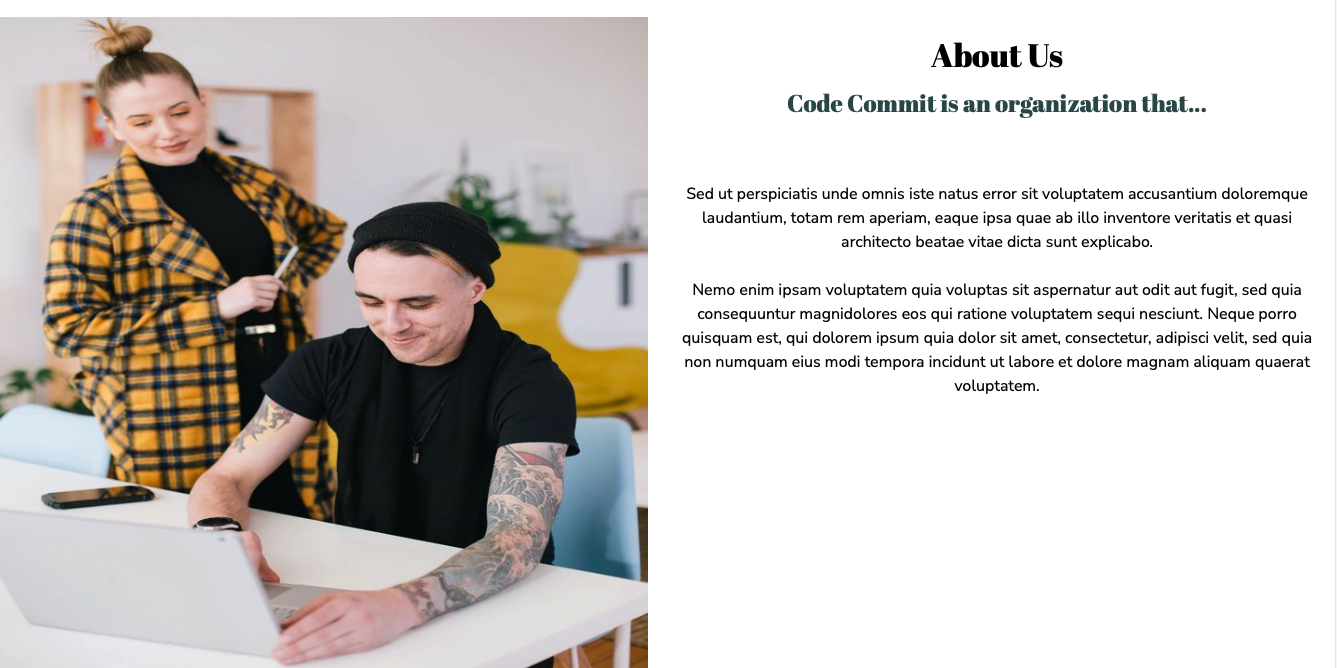 About Us
Code Commit is an organization that...
Sed ut perspiciatis unde omnis iste natus error sit voluptatem accusantium doloremque
laudantium, totam rem aperiam, eaque ipsa quae ab illo inventore veritatis et quasi
architecto beatae vitae dicta sunt explicabo.
Nemo enim ipsam voluptatem quia voluptas sit aspernatur aut odit aut fugit, sed quia
consequuntur magnidolores eos qui ratione voluptatem sequi nesciunt. Neque porro
quisquam est, qui dolorem ipsum quia dolor sit amet, consectetur, adipisci velit, sed quia
non numquam eius modi tempora incidunt ut labore et dolore magnam aliquam quaerat
voluptatem.